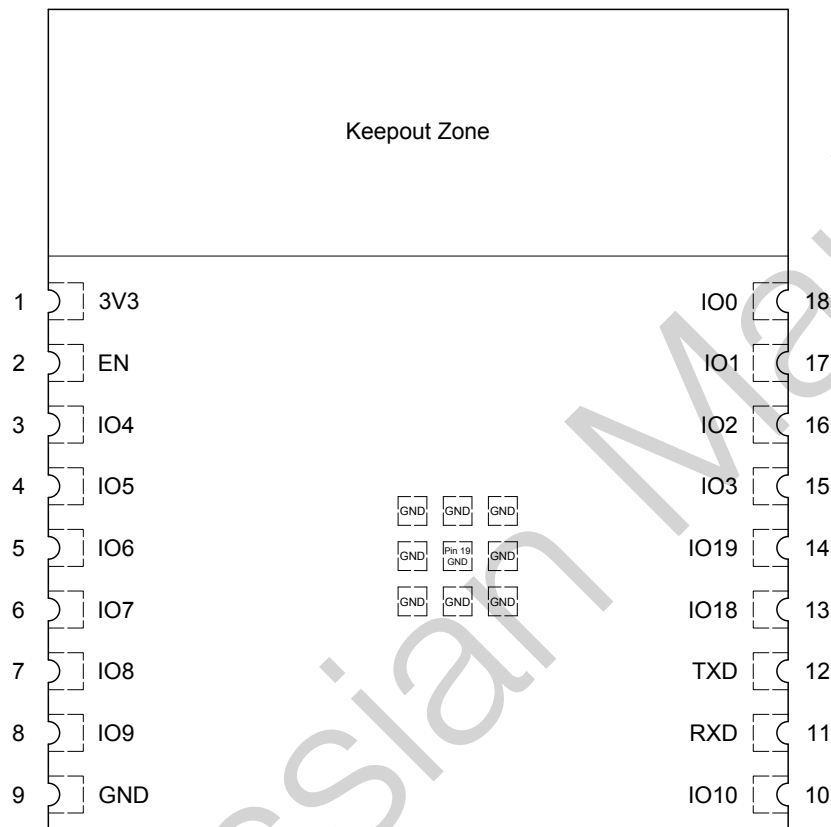 Keepout Zone
1 3V3 IO0 18
2 EN IO1 17
3 IO4 IO2 16
4 IO5 IO3 15
GND GND GND
5 IO6 GND Pin 19 GND GND IO19 14
GND GND GND
6 IO7 IO18 13
7 IO8 TXD 12
8 IO9 RXD 11
9 GND IO10 10